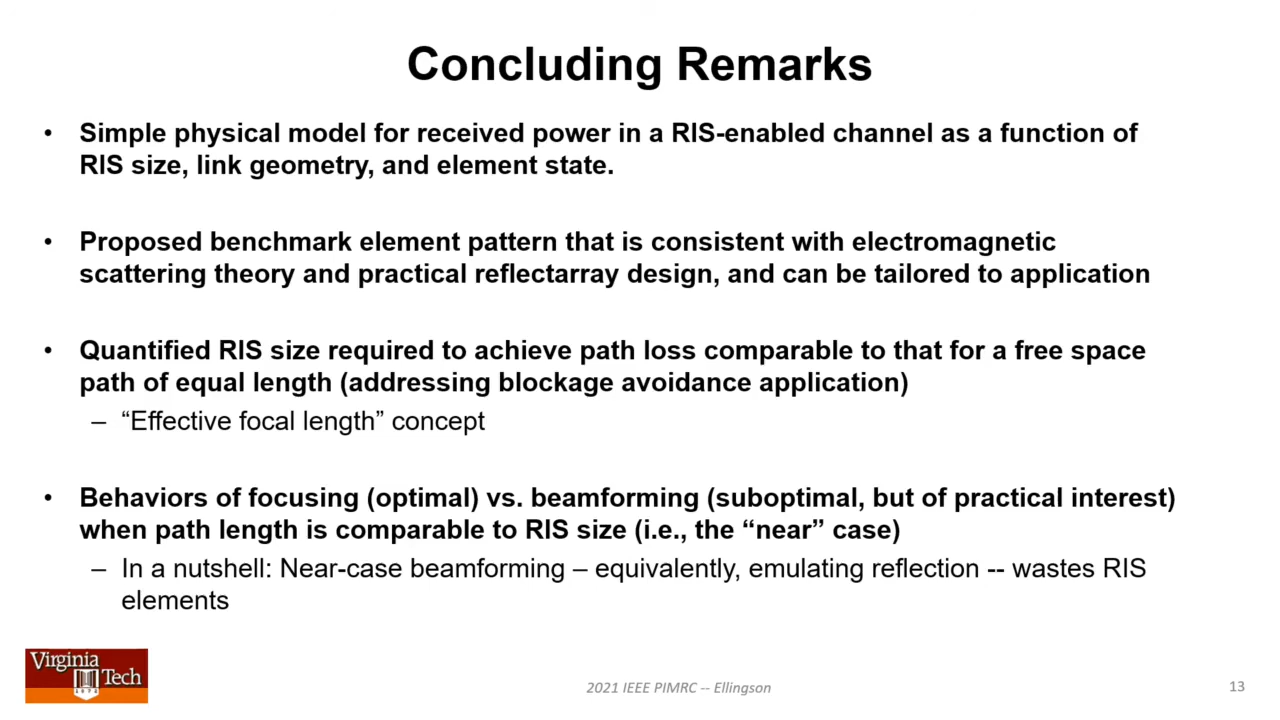 Concluding Remarks
• Simple physical model for received power in a RIS-enabled channel as a function of
RIS size, link geometry, and element state.
• Proposed benchmark element pattern that is consistent with electromagnetic
scattering theory and practical reflectarray design, and can be tailored to application
• Quantified RIS size required to achieve path loss comparable to that for a free space
path of equal length (addressing blockage avoidance application)
– “Effective focal length” concept
• Behaviors of focusing (optimal) vs. beamforming (suboptimal, but of practical interest)
when path length is comparable to RIS size (i.e., the “near” case)
– In a nutshell: Near-case beamforming – equivalently, emulating reflection -- wastes RIS
elements
Virginia
Tech
1872
2021 IEEE PIMRC -- Ellingson
13